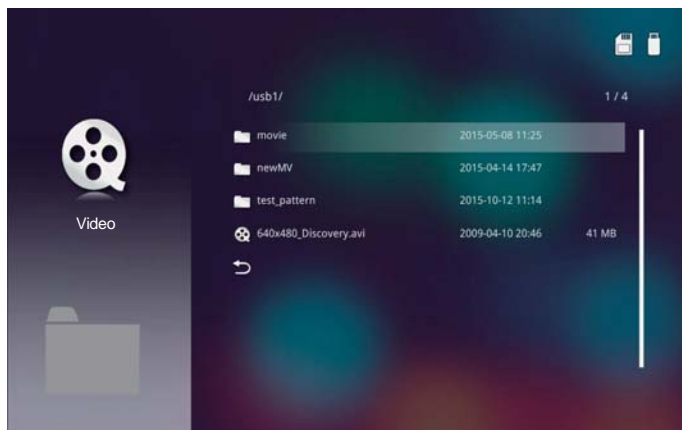 /usb1/ 1 / 4
movie 2015-05-08 11:25
newMV 2015-04-14 17:47
test_pattern 2015-10-12 11:14
640x480_Discovery.avi 2009-04-10 20:46 41 MB
Video